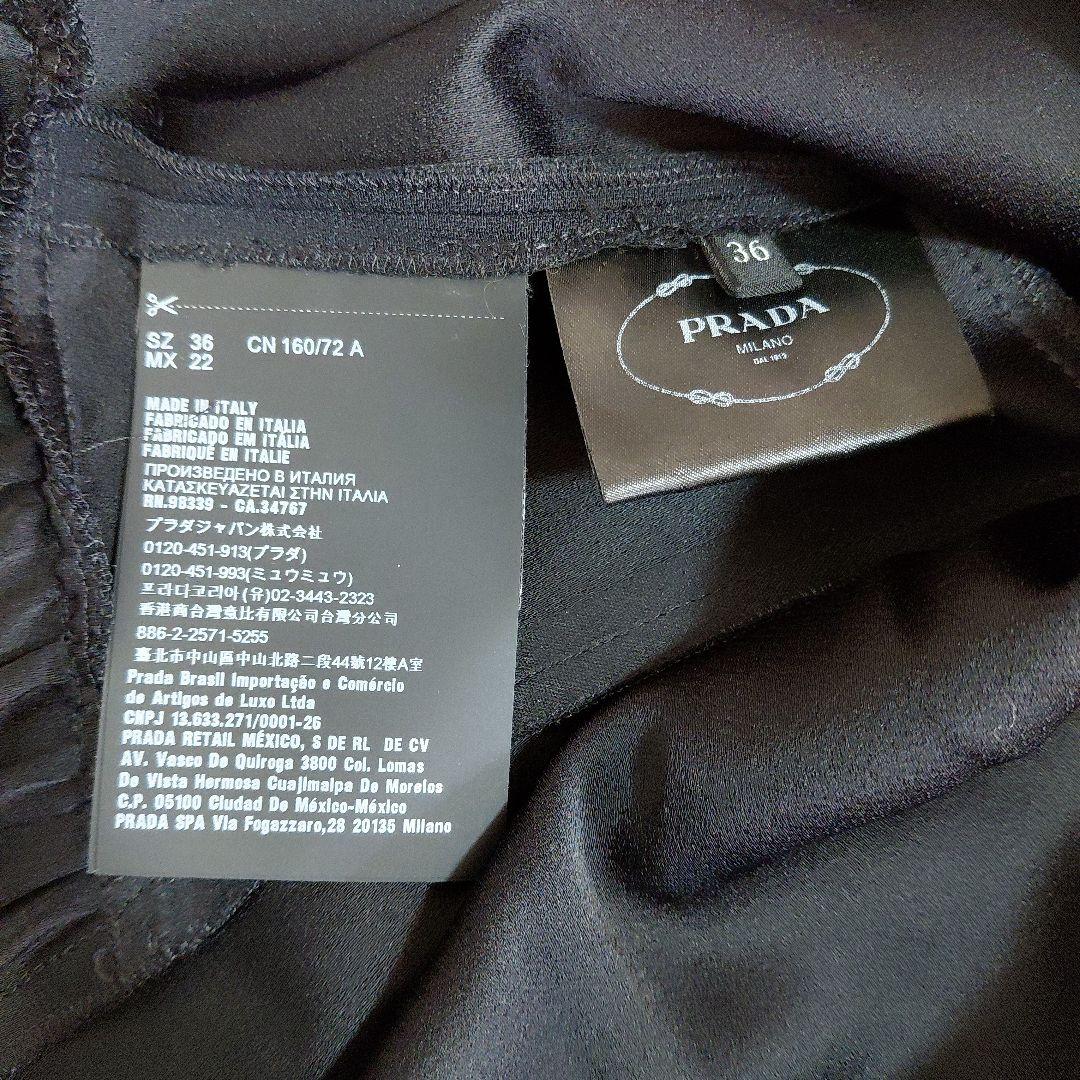 SZ 36 CN 160/72 A
MX 22
MADE IN ITALY
FABRICADO EN ITALIA
FABRICADO EM ITÁLIA
FABRIQUÉ EN ITALIE
ПРОИЗВЕДЕНО В ИТАЛИЯ
ΚΑΤΑΣΚΕΥΑΖΕΤΑΙ ΣΤΗΝ ΙΤΑΛΙΑ
RN.98339 - CA.34767
プラダジャパン株式会社
0120-451-913(プラダ)
0120-451-993(ミュウミュウ)
프라다코리아(유)02-3443-2323
香港商台灣壹比有限公司台灣分公司
886-2-2571-5255
臺北市中山區中山北路二段44號12樓A室
Prada Brasil Importação e Comércio
de Artigos de Luxo Ltda
CNPJ 13.633.271/0001-26
PRADA RETAIL MÉXICO, S DE RL DE CV
AV. Vasco De Quiroga 3800 Col. Lomas
De Vista Hermosa Cuajimalpa De Morelos
C.P. 05100 Ciudad De México-México
PRADA SPA Via Fogazzaro,28 20135 Milano
36
PRADA
MILANO
DAL 1913